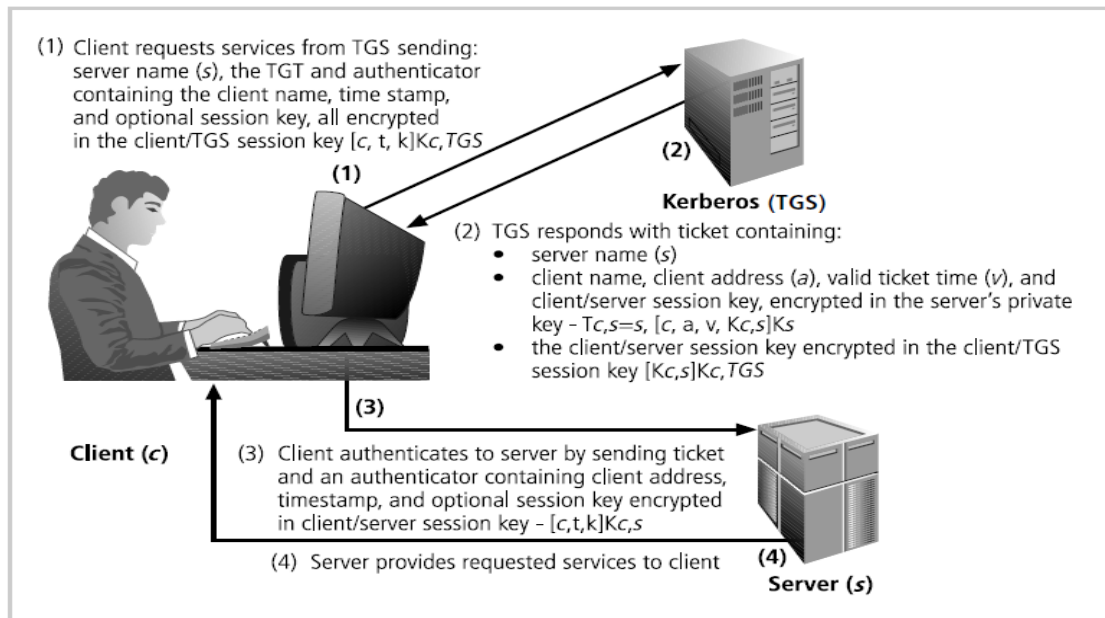 (1) Client requests services from TGS sending:
server name (s), the TGT and authenticator
containing the client name, time stamp,
and optional session key, all encrypted
in the client/TGS session key [c, t, k]Kc,TGS
(1)
(2)
Kerberos (TGS)
(2) TGS responds with ticket containing:
• server name (s)
• client name, client address (a), valid ticket time (v), and
client/server session key, encrypted in the server's private
key – Tc,s=s, [c, a, v, Kc,s]Ks
• the client/server session key encrypted in the client/TGS
session key [Kc,s]Kc,TGS
(3)
Client (c)
(3) Client authenticates to server by sending ticket
and an authenticator containing client address,
timestamp, and optional session key encrypted
in client/server session key – [c,t,k]Kc,s
(4) Server provides requested services to client
(4)
Server (s)